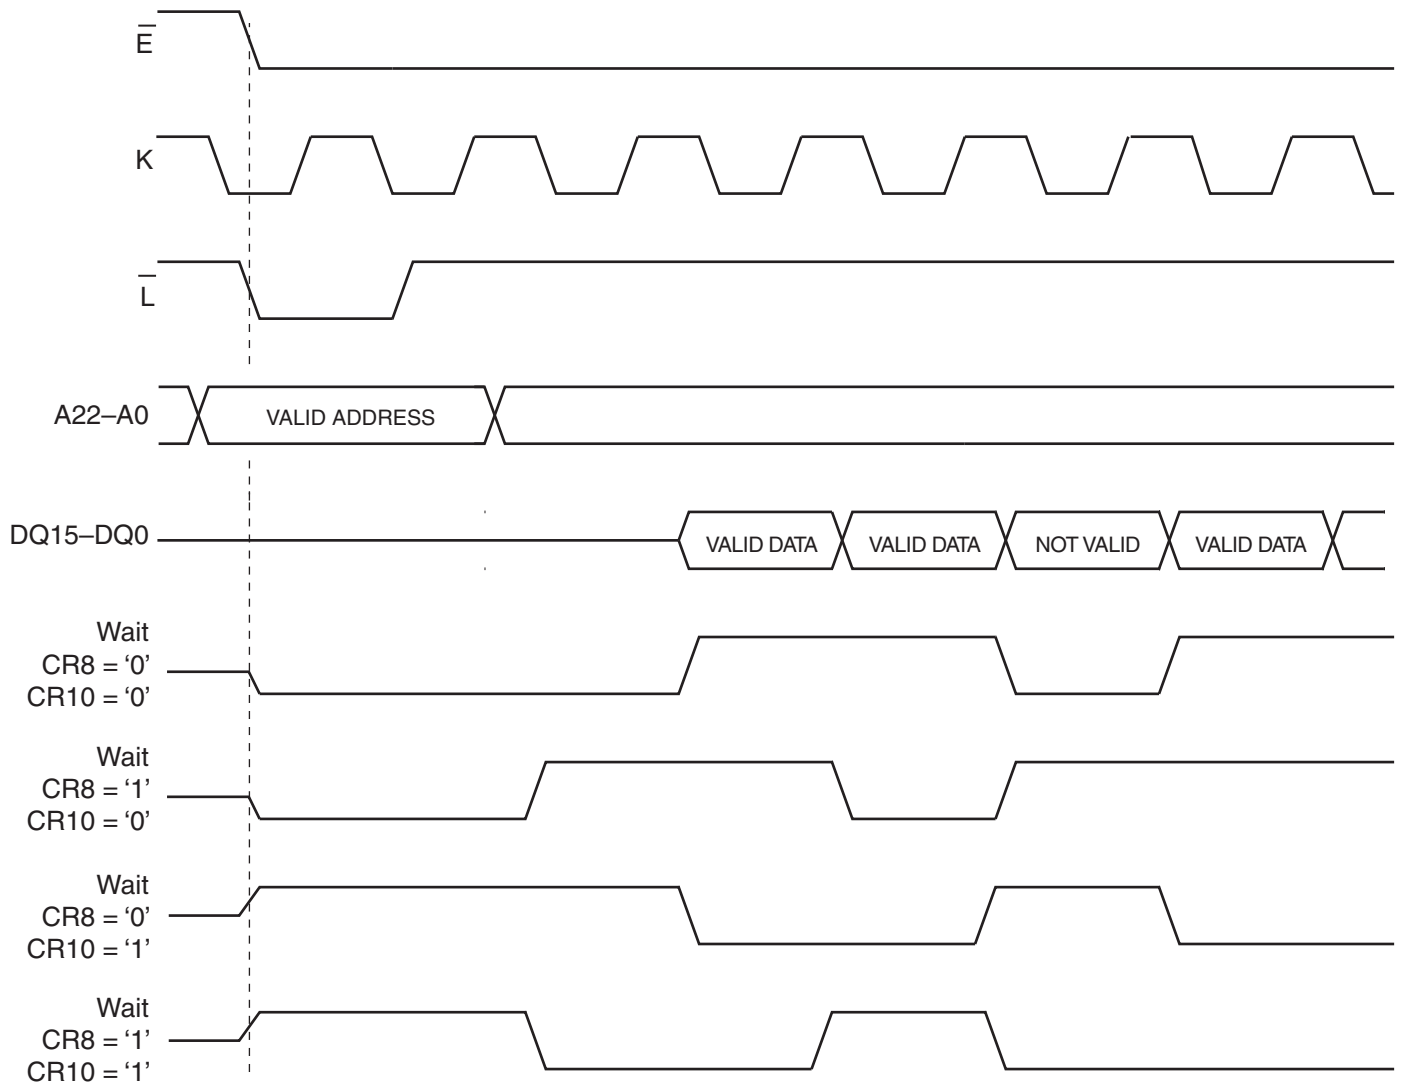 E̅
K
L̅
A22–A0
VALID ADDRESS
DQ15–DQ0
VALID DATA
VALID DATA
NOT VALID
VALID DATA
Wait
CR8 = ‘0’
CR10 = ‘0’
Wait
CR8 = ‘1’
CR10 = ‘0’
Wait
CR8 = ‘0’
CR10 = ‘1’
Wait
CR8 = ‘1’
CR10 = ‘1’